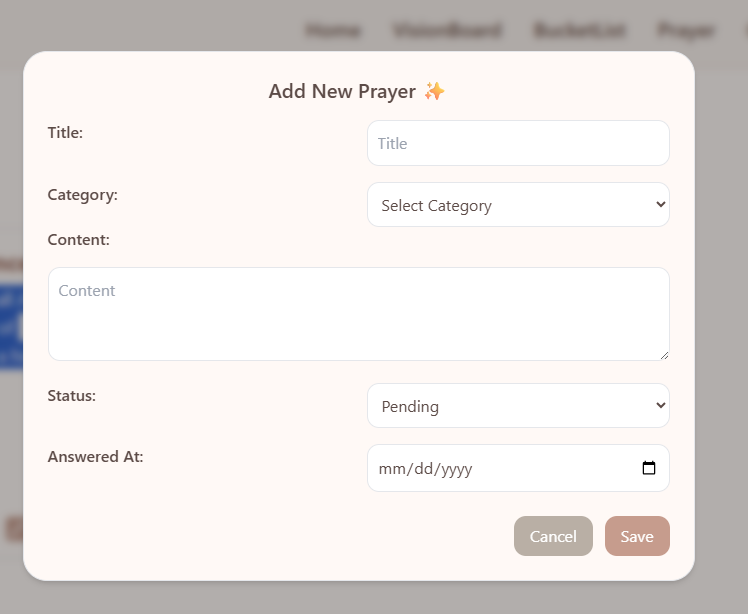 Home VisionBoard BucketList Prayer
Add New Prayer ✨
Title:
Title
Category:
Select Category
Content:
Content
Status:
Pending
Answered At:
mm/dd/yyyy
Cancel Save